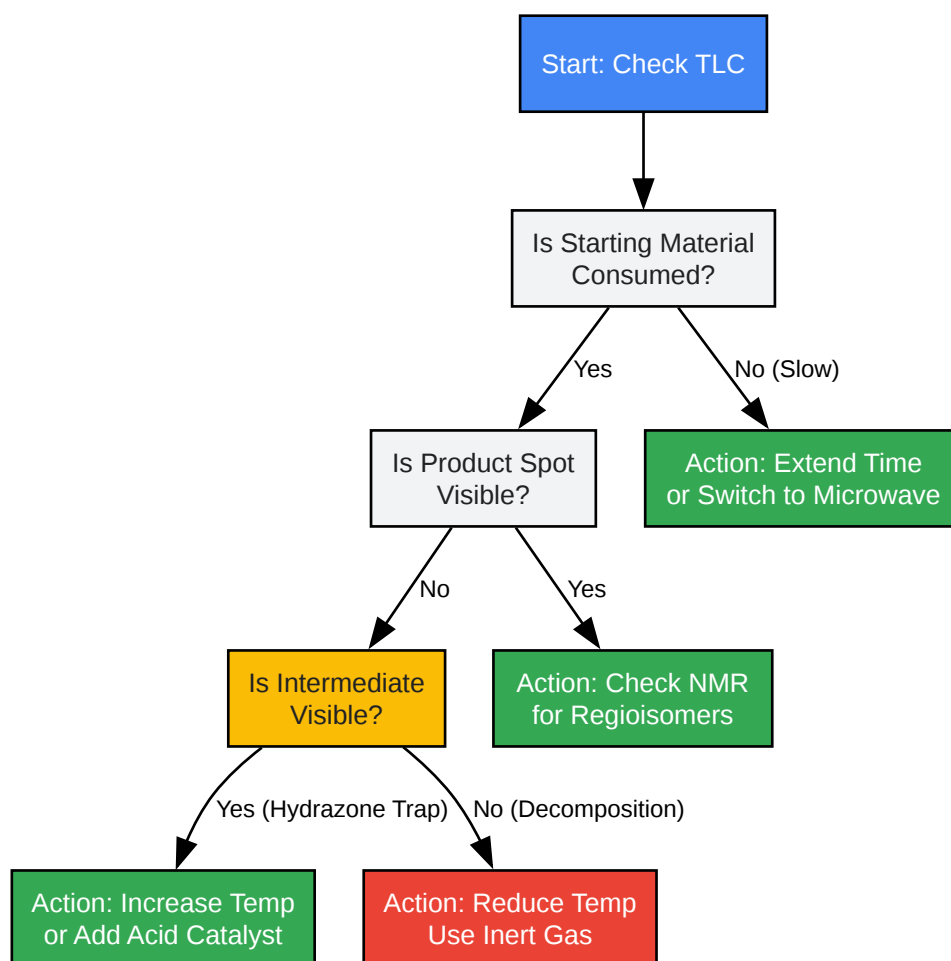 Start: Check TLC
Is Starting Material
Consumed?
Yes
No (Slow)
Is Product Spot
Visible?
Action: Extend Time
or Switch to Microwave
No
Yes
Is Intermediate
Visible?
Action: Check NMR
for Regioisomers
Yes (Hydrazone Trap)
No (Decomposition)
Action: Increase Temp
or Add Acid Catalyst
Action: Reduce Temp
Use Inert Gas